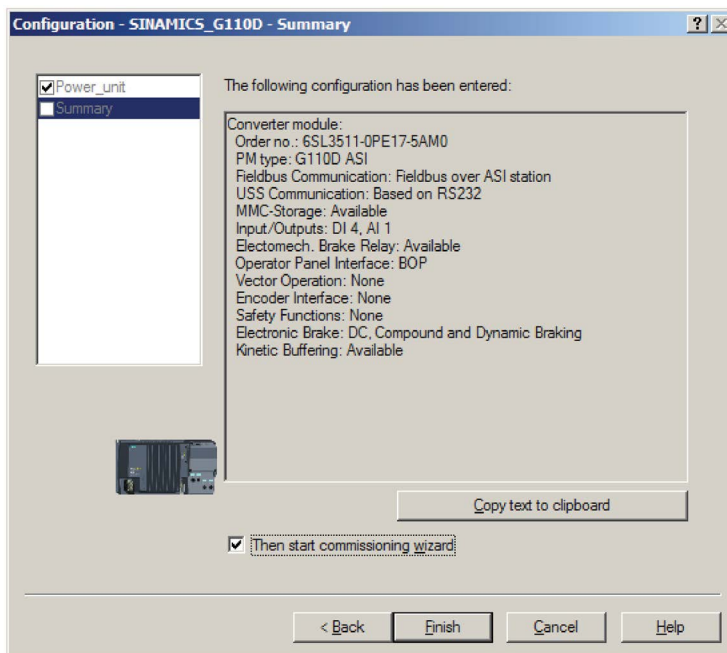 Configuration - SINAMICS_G110D - Summary
Power_unit
Summary
The following configuration has been entered:
Converter module:
Order no.: 6SL3511-0PE17-5AM0
PM type: G110D ASI
Fieldbus Communication: Fieldbus over ASI station
USS Communication: Based on RS232
MMC-Storage: Available
Input/Outputs: DI 4, AI 1
Electomech. Brake Relay: Available
Operator Panel Interface: BOP
Vector Operation: None
Encoder Interface: None
Safety Functions: None
Electronic Brake: DC, Compound and Dynamic Braking
Kinetic Buffering: Available
Copy text to clipboard
Then start commissioning wizard
< Back
Finish
Cancel
Help